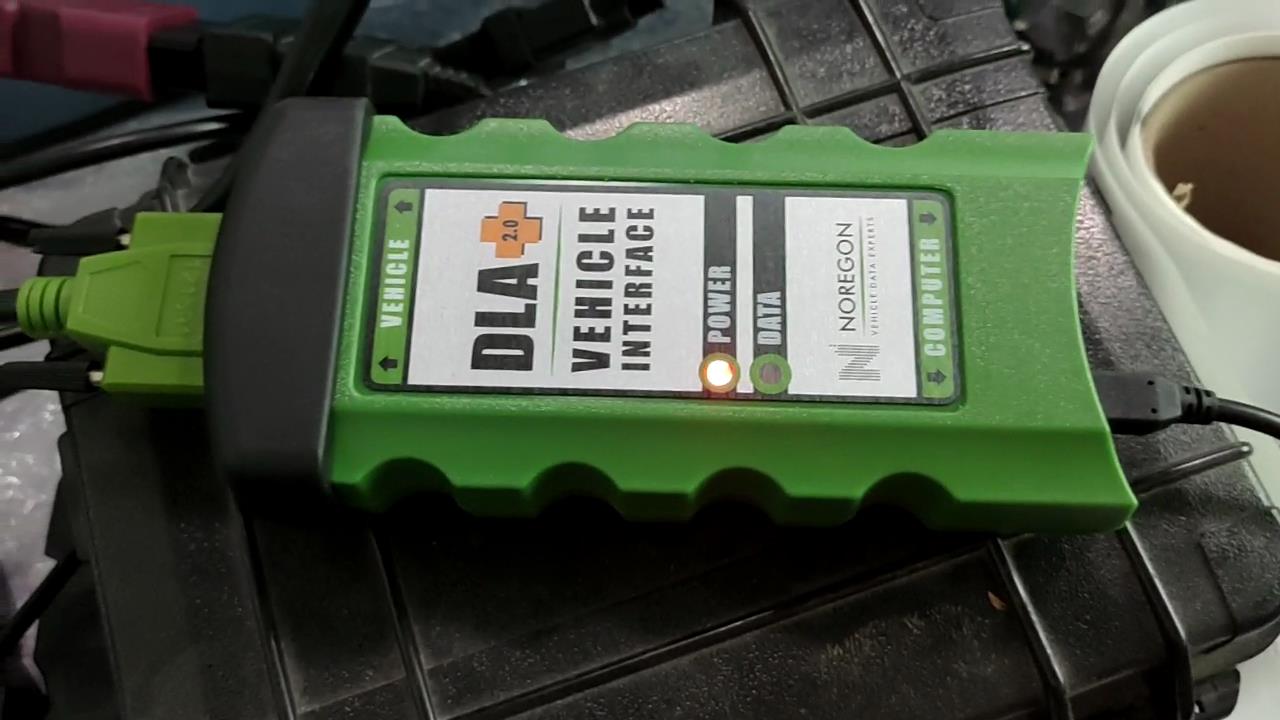 VEHICLE
DLA+ 2.0
VEHICLE
INTERFACE
POWER
DATA
NOREGON
VEHICLE DATA EXPERTS
COMPUTER